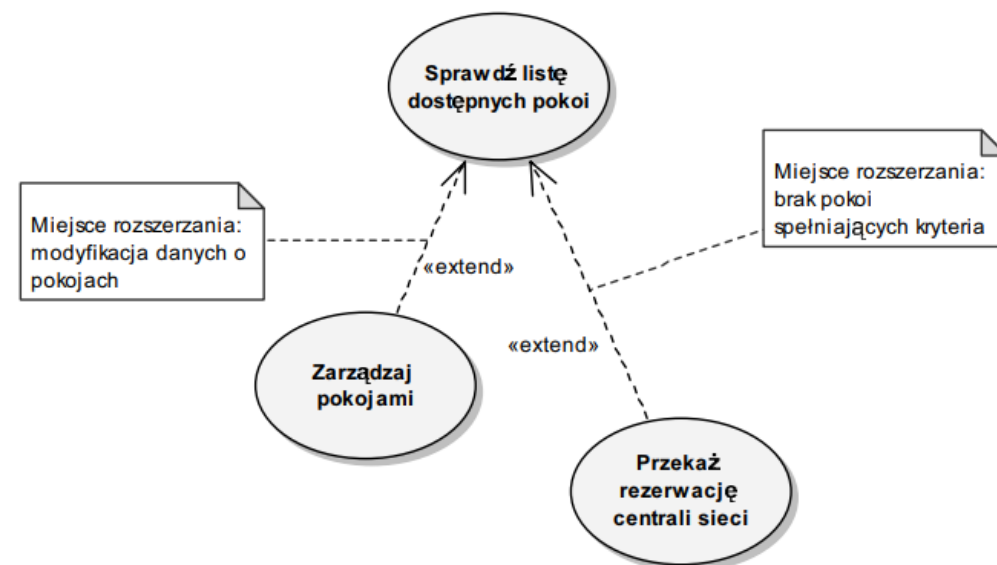 Sprawdź listę
dostępnych pokoi
Miejsce rozszerzania:
brak pokoi
spełniających kryteria
Miejsce rozszerzania:
modyfikacja danych o
pokojach
«extend»
«extend»
Zarządzaj
pokojami
Przekaż
rezerwację
centrali sieci